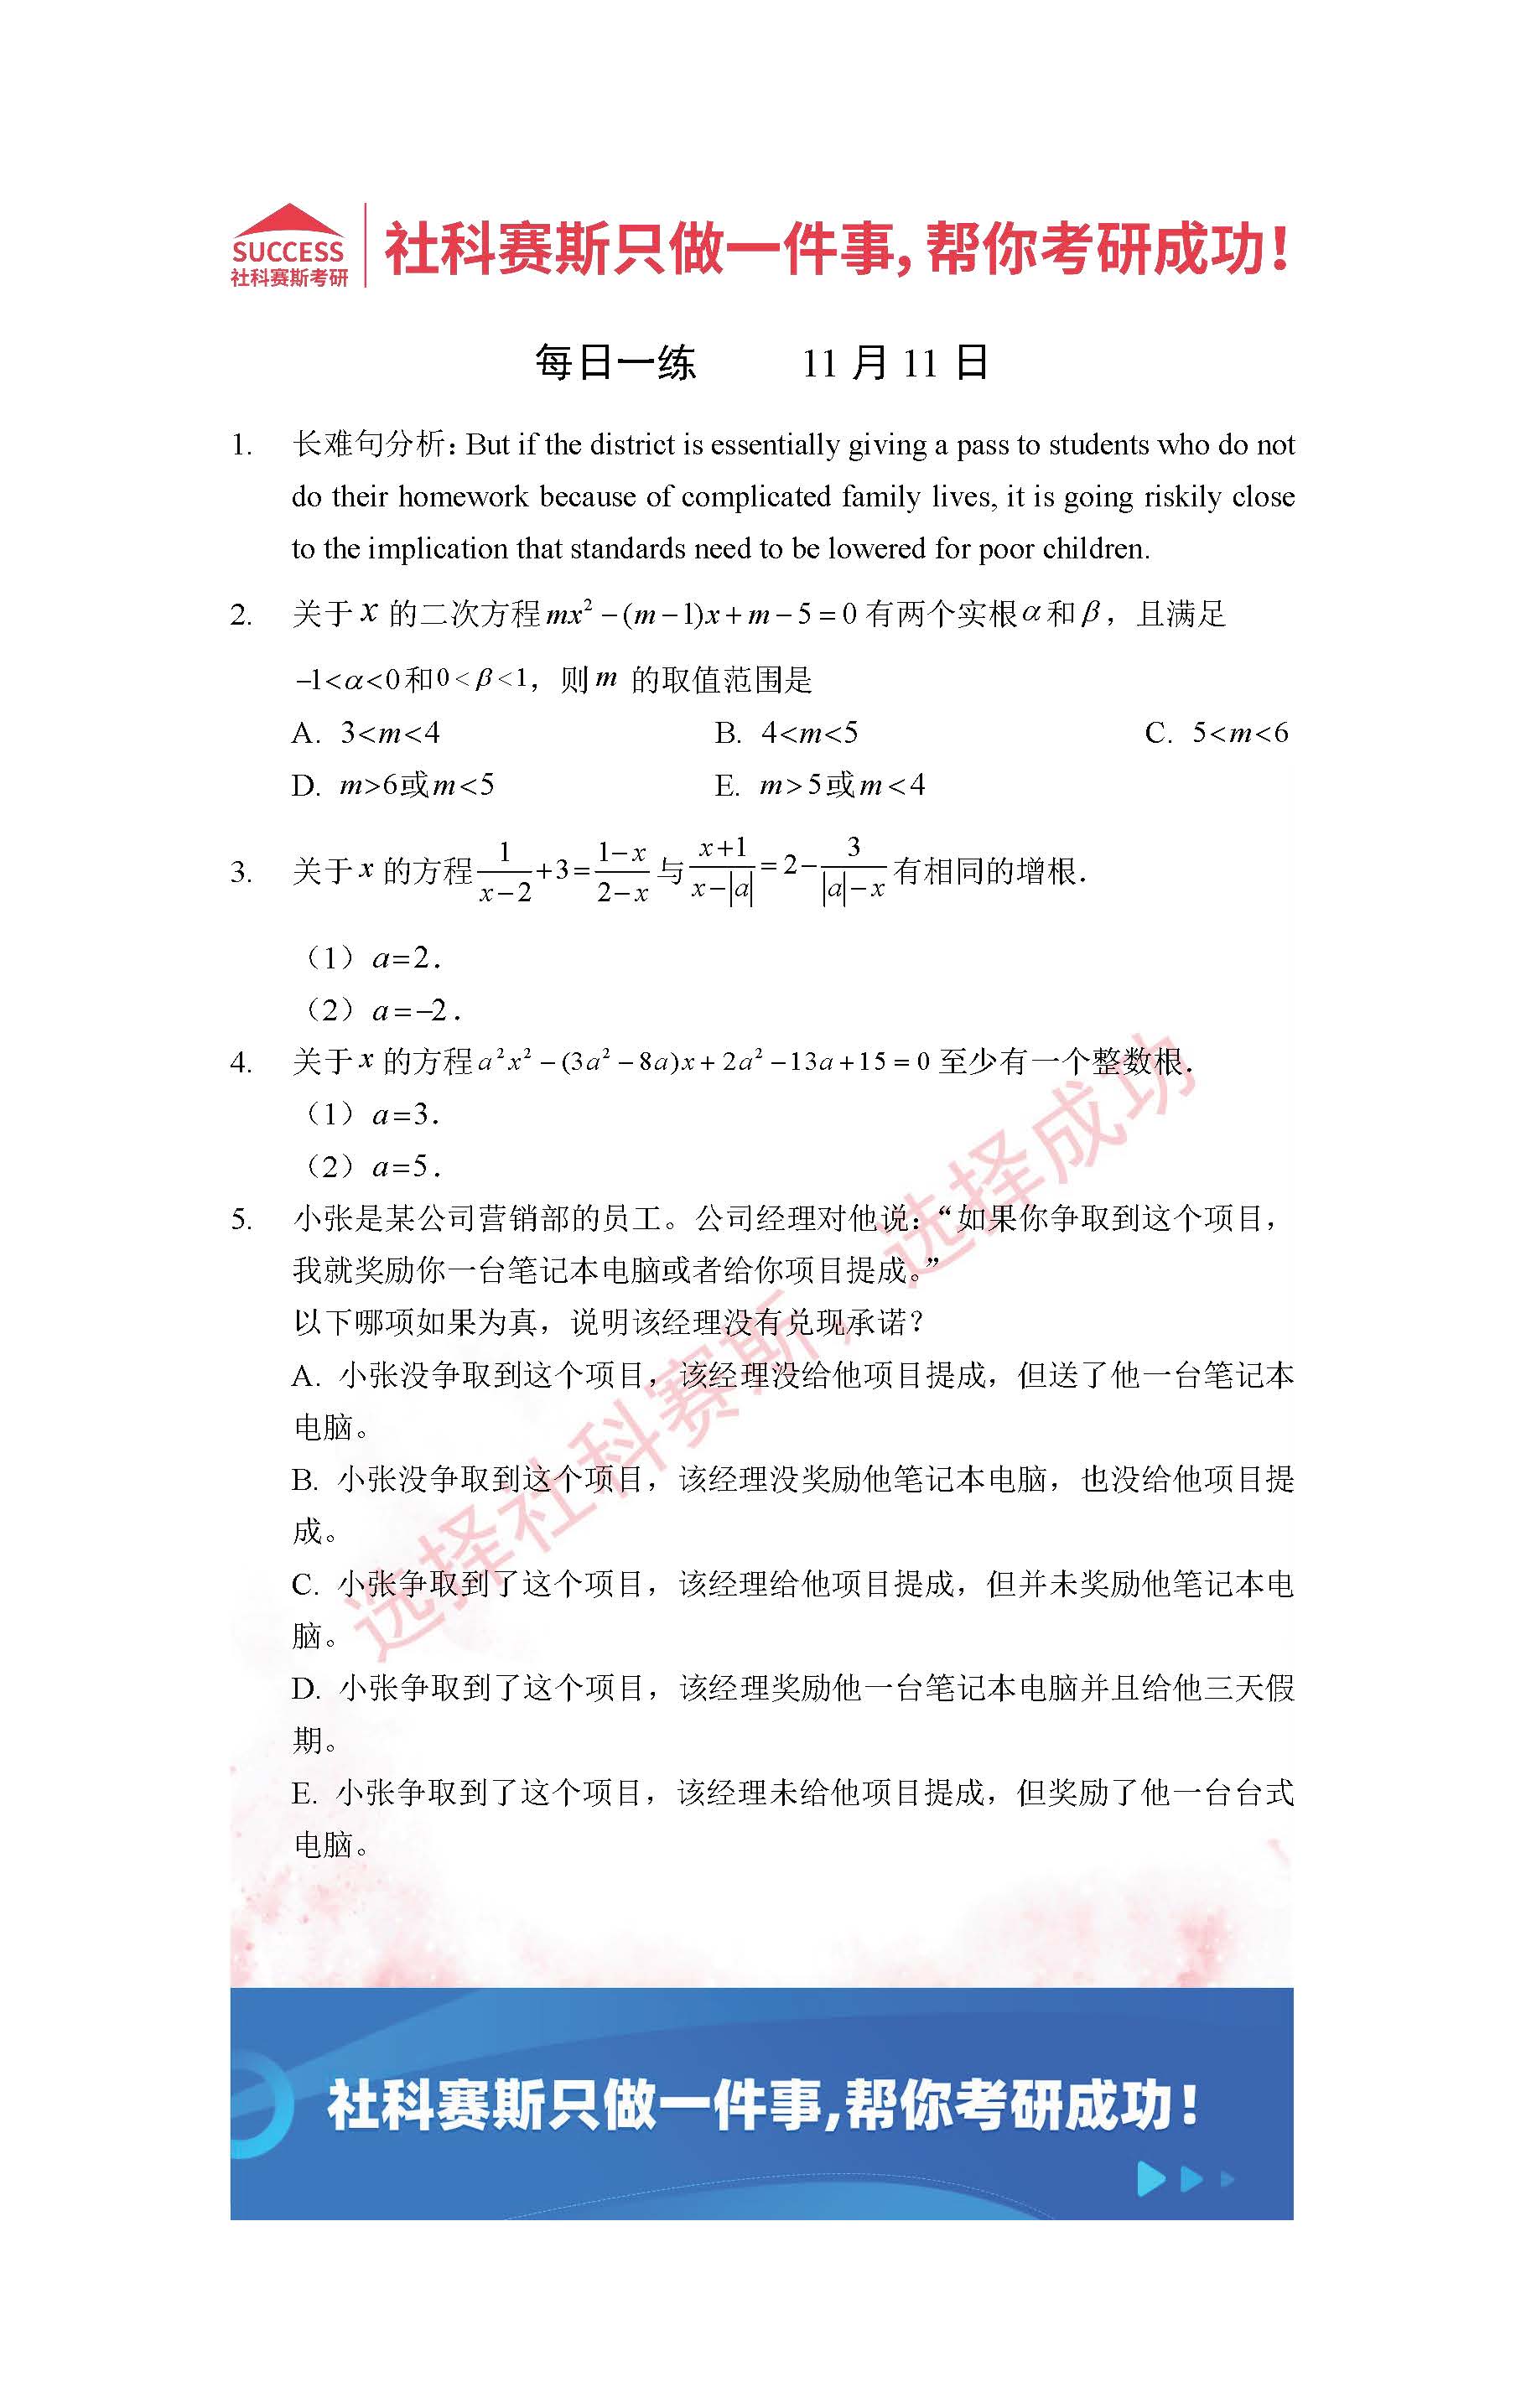 SUCCESS
社科赛斯考研
社科赛斯只做一件事,帮你考研成功!
每日一练 11 月 11 日
1. 长难句分析: But if the district is essentially giving a pass to students who do not
do their homework because of complicated family lives, it is going riskily close
to the implication that standards need to be lowered for poor children.
2. 关于 x 的二次方程 mx² −(m−1)x+m−5=0 有两个实根α和β，且满足
−1<α<0和0<β<1，则 m 的取值范围是
A. 3<m<4 B. 4<m<5 C. 5<m<6
D. m>6或m<5 E. m>5或m<4
3. 关于 x 的方程 1/(x−2)+3=(1−x)/(2−x) 与 (x+1)/(x−|a|)=2−3/(|a|−x) 有相同的增根.
（1）a=2.
（2）a=−2.
4. 关于 x 的方程 a²x²−(3a²−8a)x+2a²−13a+15=0 至少有一个整数根.
（1）a=3.
（2）a=5.
5. 小张是某公司营销部的员工。公司经理对他说：“如果你争取到这个项目，
我就奖励你一台笔记本电脑或者给你项目提成。”
以下哪项如果为真，说明该经理没有兑现承诺？
A. 小张没争取到这个项目，该经理没给他项目提成，但送了他一台笔记本
电脑。
B. 小张没争取到这个项目，该经理没奖励他笔记本电脑，也没给他项目提
成。
C. 小张争取到了这个项目，该经理给他项目提成，但并未奖励他笔记本电
脑。
D. 小张争取到了这个项目，该经理奖励他一台笔记本电脑并且给他三天假
期。
E. 小张争取到了这个项目，该经理未给他项目提成，但奖励了他一台台式
电脑。
选择社科赛斯，选择成功
社科赛斯只做一件事,帮你考研成功!